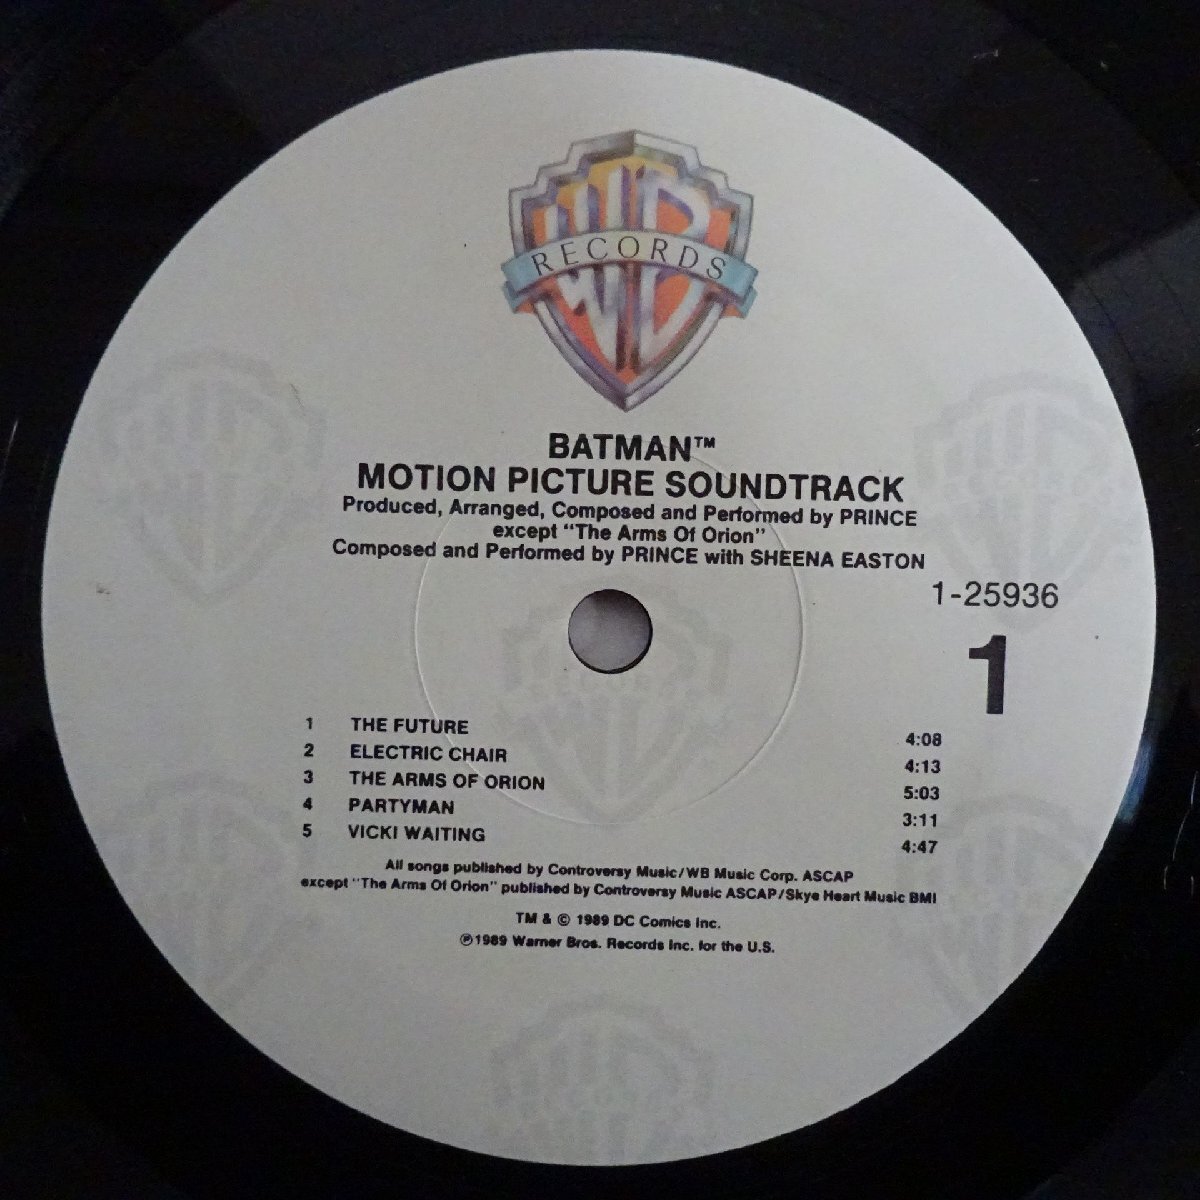 WB
RECORDS
BATMAN™
MOTION PICTURE SOUNDTRACK
Produced, Arranged, Composed and Performed by PRINCE
except "The Arms Of Orion"
Composed and Performed by PRINCE with SHEENA EASTON
1-25936
1
1 THE FUTURE 4:08
2 ELECTRIC CHAIR 4:13
3 THE ARMS OF ORION 5:03
4 PARTYMAN 3:11
5 VICKI WAITING 4:47
All songs published by Controversy Music/WB Music Corp. ASCAP
except "The Arms Of Orion" published by Controversy Music ASCAP/Skye Heart Music BMI
TM & © 1989 DC Comics Inc.
℗1989 Warner Bros. Records Inc. for the U.S.